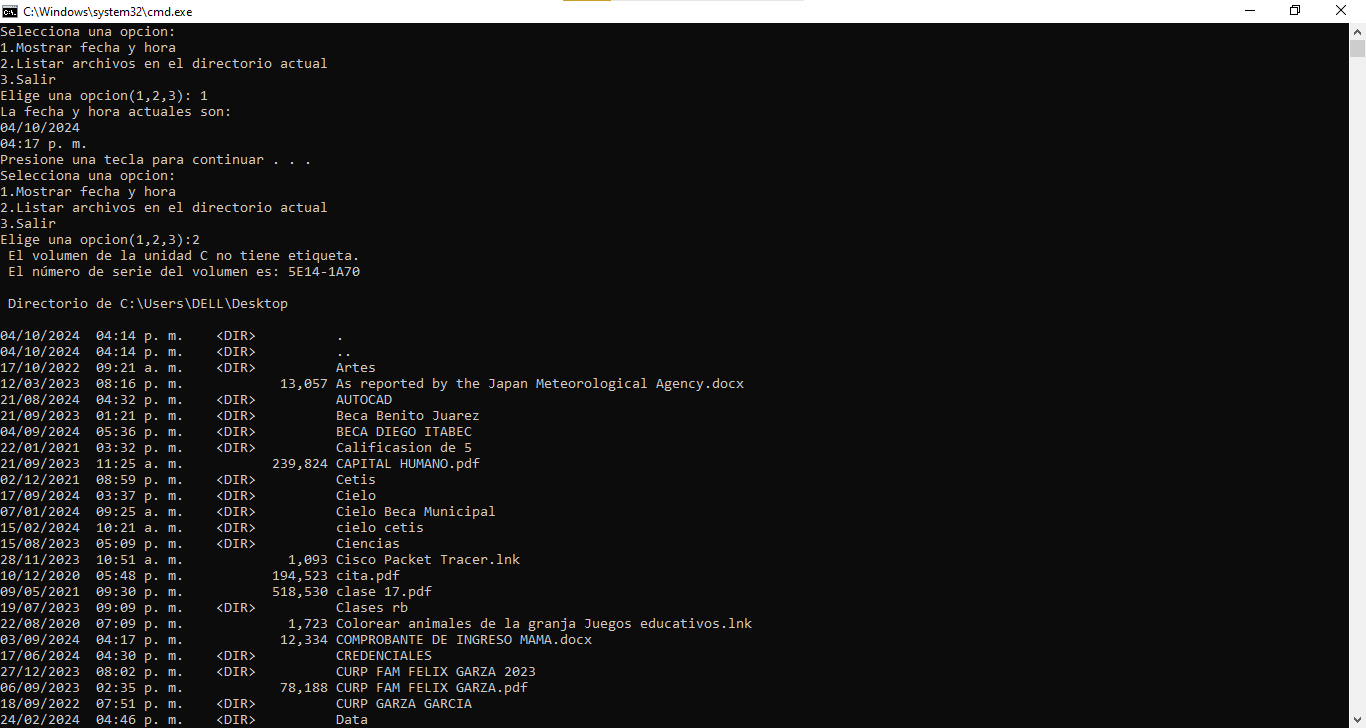 C:\Windows\system32\cmd.exe
Selecciona una opcion:
1.Mostrar fecha y hora
2.Listar archivos en el directorio actual
3.Salir
Elige una opcion(1,2,3): 1
La fecha y hora actuales son:
04/10/2024
04:17 p. m.
Presione una tecla para continuar . . .
Selecciona una opcion:
1.Mostrar fecha y hora
2.Listar archivos en el directorio actual
3.Salir
Elige una opcion(1,2,3):2
 El volumen de la unidad C no tiene etiqueta.
 El número de serie del volumen es: 5E14-1A70
 Directorio de C:\Users\DELL\Desktop
04/10/2024  04:14 p. m.    <DIR>          .
04/10/2024  04:14 p. m.    <DIR>          ..
17/10/2022  09:21 a. m.    <DIR>          Artes
12/03/2023  08:16 p. m.            13,057 As reported by the Japan Meteorological Agency.docx
21/08/2024  04:32 p. m.    <DIR>          AUTOCAD
21/09/2023  01:21 p. m.    <DIR>          Beca Benito Juarez
04/09/2024  05:36 p. m.    <DIR>          BECA DIEGO ITABEC
22/01/2021  03:32 p. m.    <DIR>          Calificasion de 5
21/09/2023  11:25 a. m.           239,824 CAPITAL HUMANO.pdf
02/12/2021  08:59 p. m.    <DIR>          Cetis
17/09/2024  03:37 p. m.    <DIR>          Cielo
07/01/2024  09:25 a. m.    <DIR>          Cielo Beca Municipal
15/02/2024  10:21 a. m.    <DIR>          cielo cetis
15/08/2023  05:09 p. m.    <DIR>          Ciencias
28/11/2023  10:51 a. m.             1,093 Cisco Packet Tracer.lnk
10/12/2020  05:48 p. m.           194,523 cita.pdf
09/05/2021  09:30 p. m.           518,530 clase 17.pdf
19/07/2023  09:09 p. m.    <DIR>          Clases rb
22/08/2020  07:09 p. m.             1,723 Colorear animales de la granja Juegos educativos.lnk
03/09/2024  04:17 p. m.            12,334 COMPROBANTE DE INGRESO MAMA.docx
17/06/2024  04:30 p. m.    <DIR>          CREDENCIALES
27/12/2023  08:02 p. m.    <DIR>          CURP FAM FELIX GARZA 2023
06/09/2023  02:35 p. m.            78,188 CURP FAM FELIX GARZA.pdf
18/09/2022  07:51 p. m.    <DIR>          CURP GARZA GARCIA
24/02/2024  04:46 p. m.    <DIR>          Data